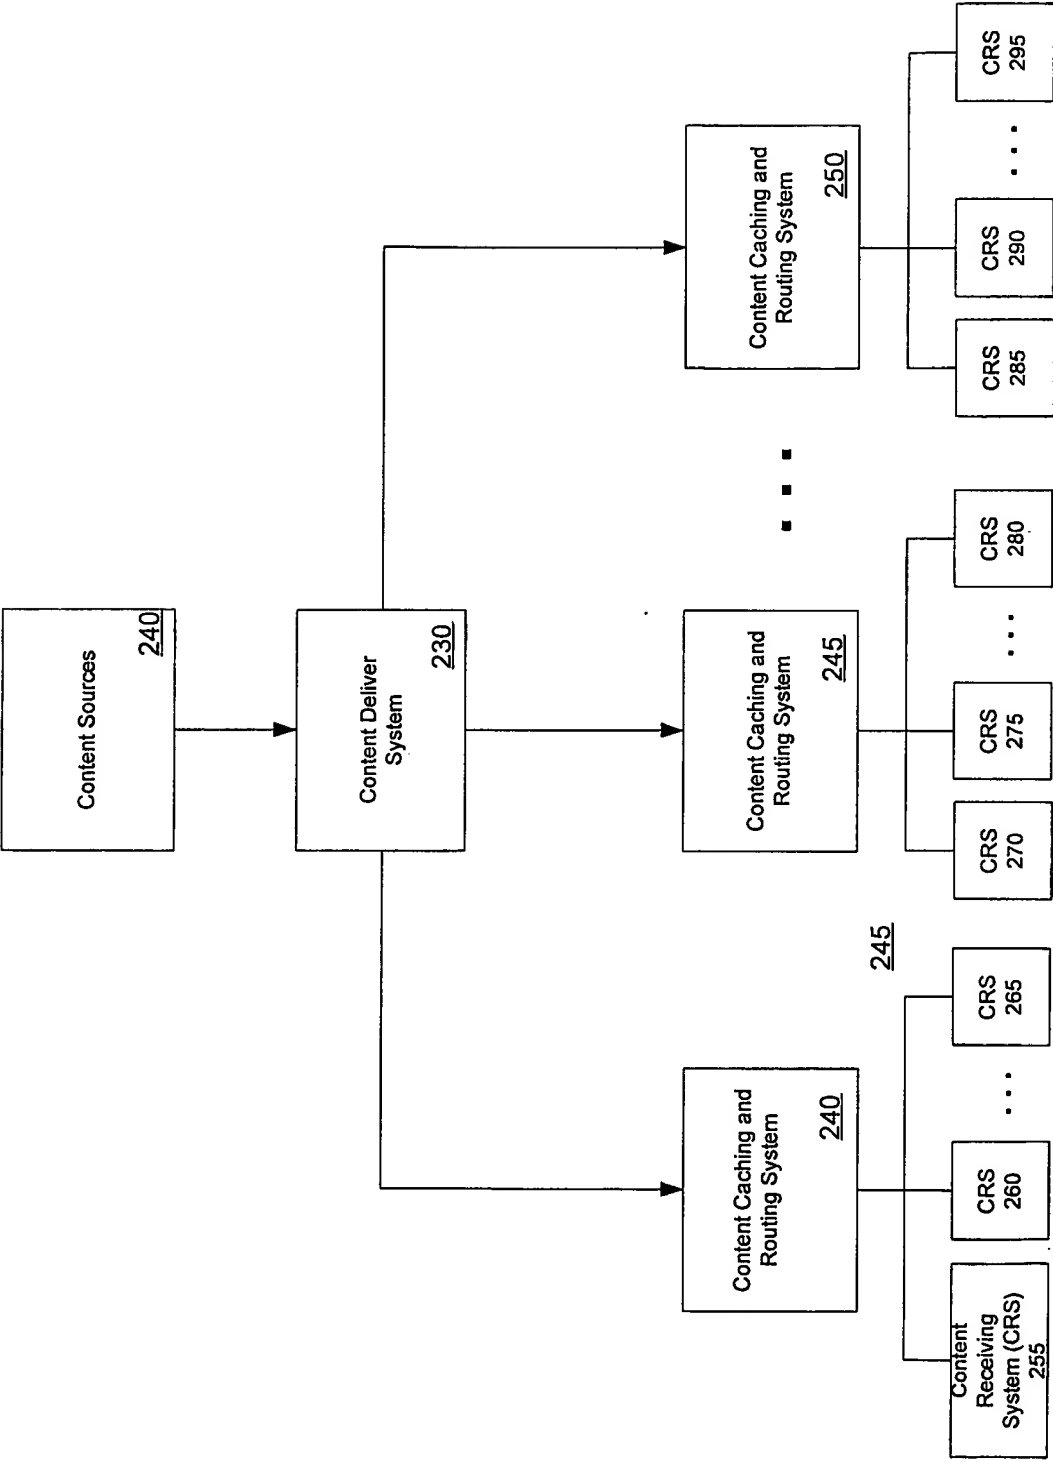 Content Sources
240
Content Deliver
System
230
Content Caching and
Routing System
240
Content Caching and
Routing System
245
Content Caching and
Routing System
250
245
Content
Receiving
System (CRS)
255
CRS
260
CRS
265
CRS
270
CRS
275
CRS
280
CRS
285
CRS
290
CRS
295